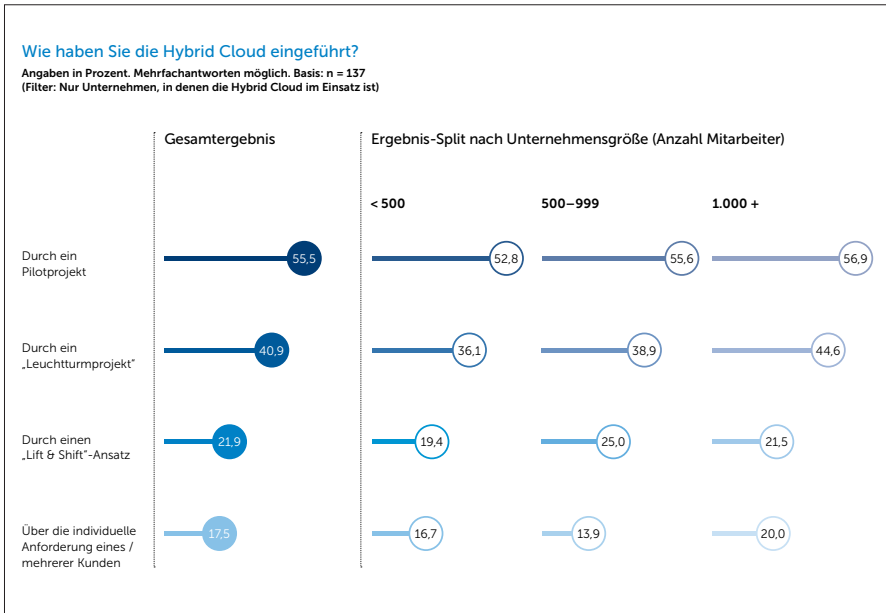 Wie haben Sie die Hybrid Cloud eingeführt?
Angaben in Prozent. Mehrfachantworten möglich. Basis: n = 137
(Filter: Nur Unternehmen, in denen die Hybrid Cloud im Einsatz ist)
Gesamtergebnis
Ergebnis-Split nach Unternehmensgröße (Anzahl Mitarbeiter)
< 500
500–999
1.000 +
Durch ein
Pilotprojekt
55,5
52,8
55,6
56,9
Durch ein
„Leuchtturmprojekt"
40,9
36,1
38,9
44,6
Durch einen
„Lift & Shift"-Ansatz
21,9
19,4
25,0
21,5
Über die individuelle
Anforderung eines /
mehrerer Kunden
17,5
16,7
13,9
20,0